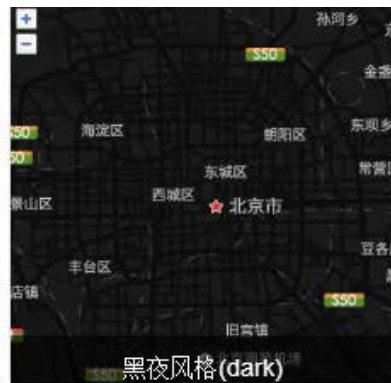 孙河乡
S50
金盏
S50
海淀区
朝阳区
东坝乡
50
东城区
常营
西城区
景山区
北京市
豆各
丰台区
店镇
S50
旧宫镇
S50
黑夜风格(dark)